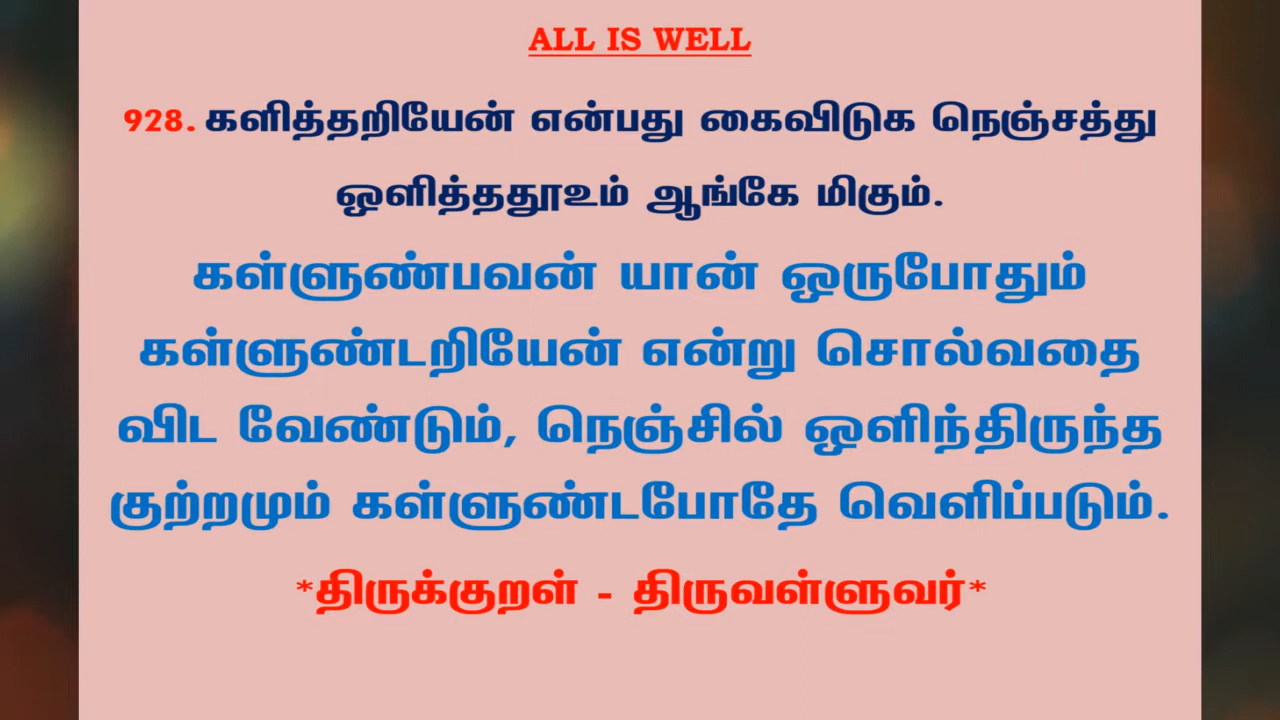 ALL IS WELL
928. களித்தறியேன் என்பது கைவிடுக நெஞ்சத்து
ஒளித்ததூஉம் ஆங்கே மிகும்.
கள்ளுண்பவன் யான் ஒருபோதும்
கள்ளுண்டறியேன் என்று சொல்வதை
விட வேண்டும், நெஞ்சில் ஒளிந்திருந்த
குற்றமும் கள்ளுண்டபோதே வெளிப்படும்.
*திருக்குறள் - திருவள்ளுவர்*